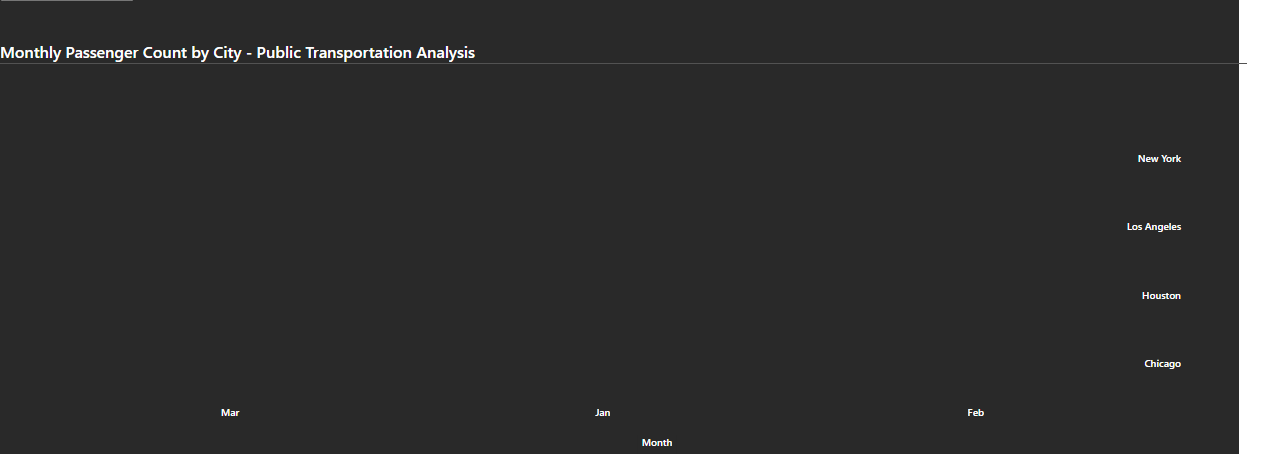 Monthly Passenger Count by City - Public Transportation Analysis
New York
Los Angeles
Houston
Chicago
Mar Jan Feb
Month